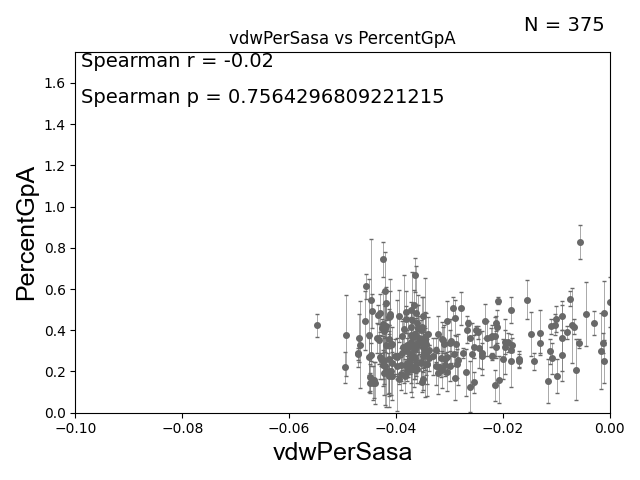 N = 375
vdwPerSasa vs PercentGpA
Spearman r = -0.02
Spearman p = 0.7564296809221215
PercentGpA
1.6
1.4
1.2
1.0
0.8
0.6
0.4
0.2
0.0
−0.10
−0.08
−0.06
−0.04
−0.02
0.00
vdwPerSasa